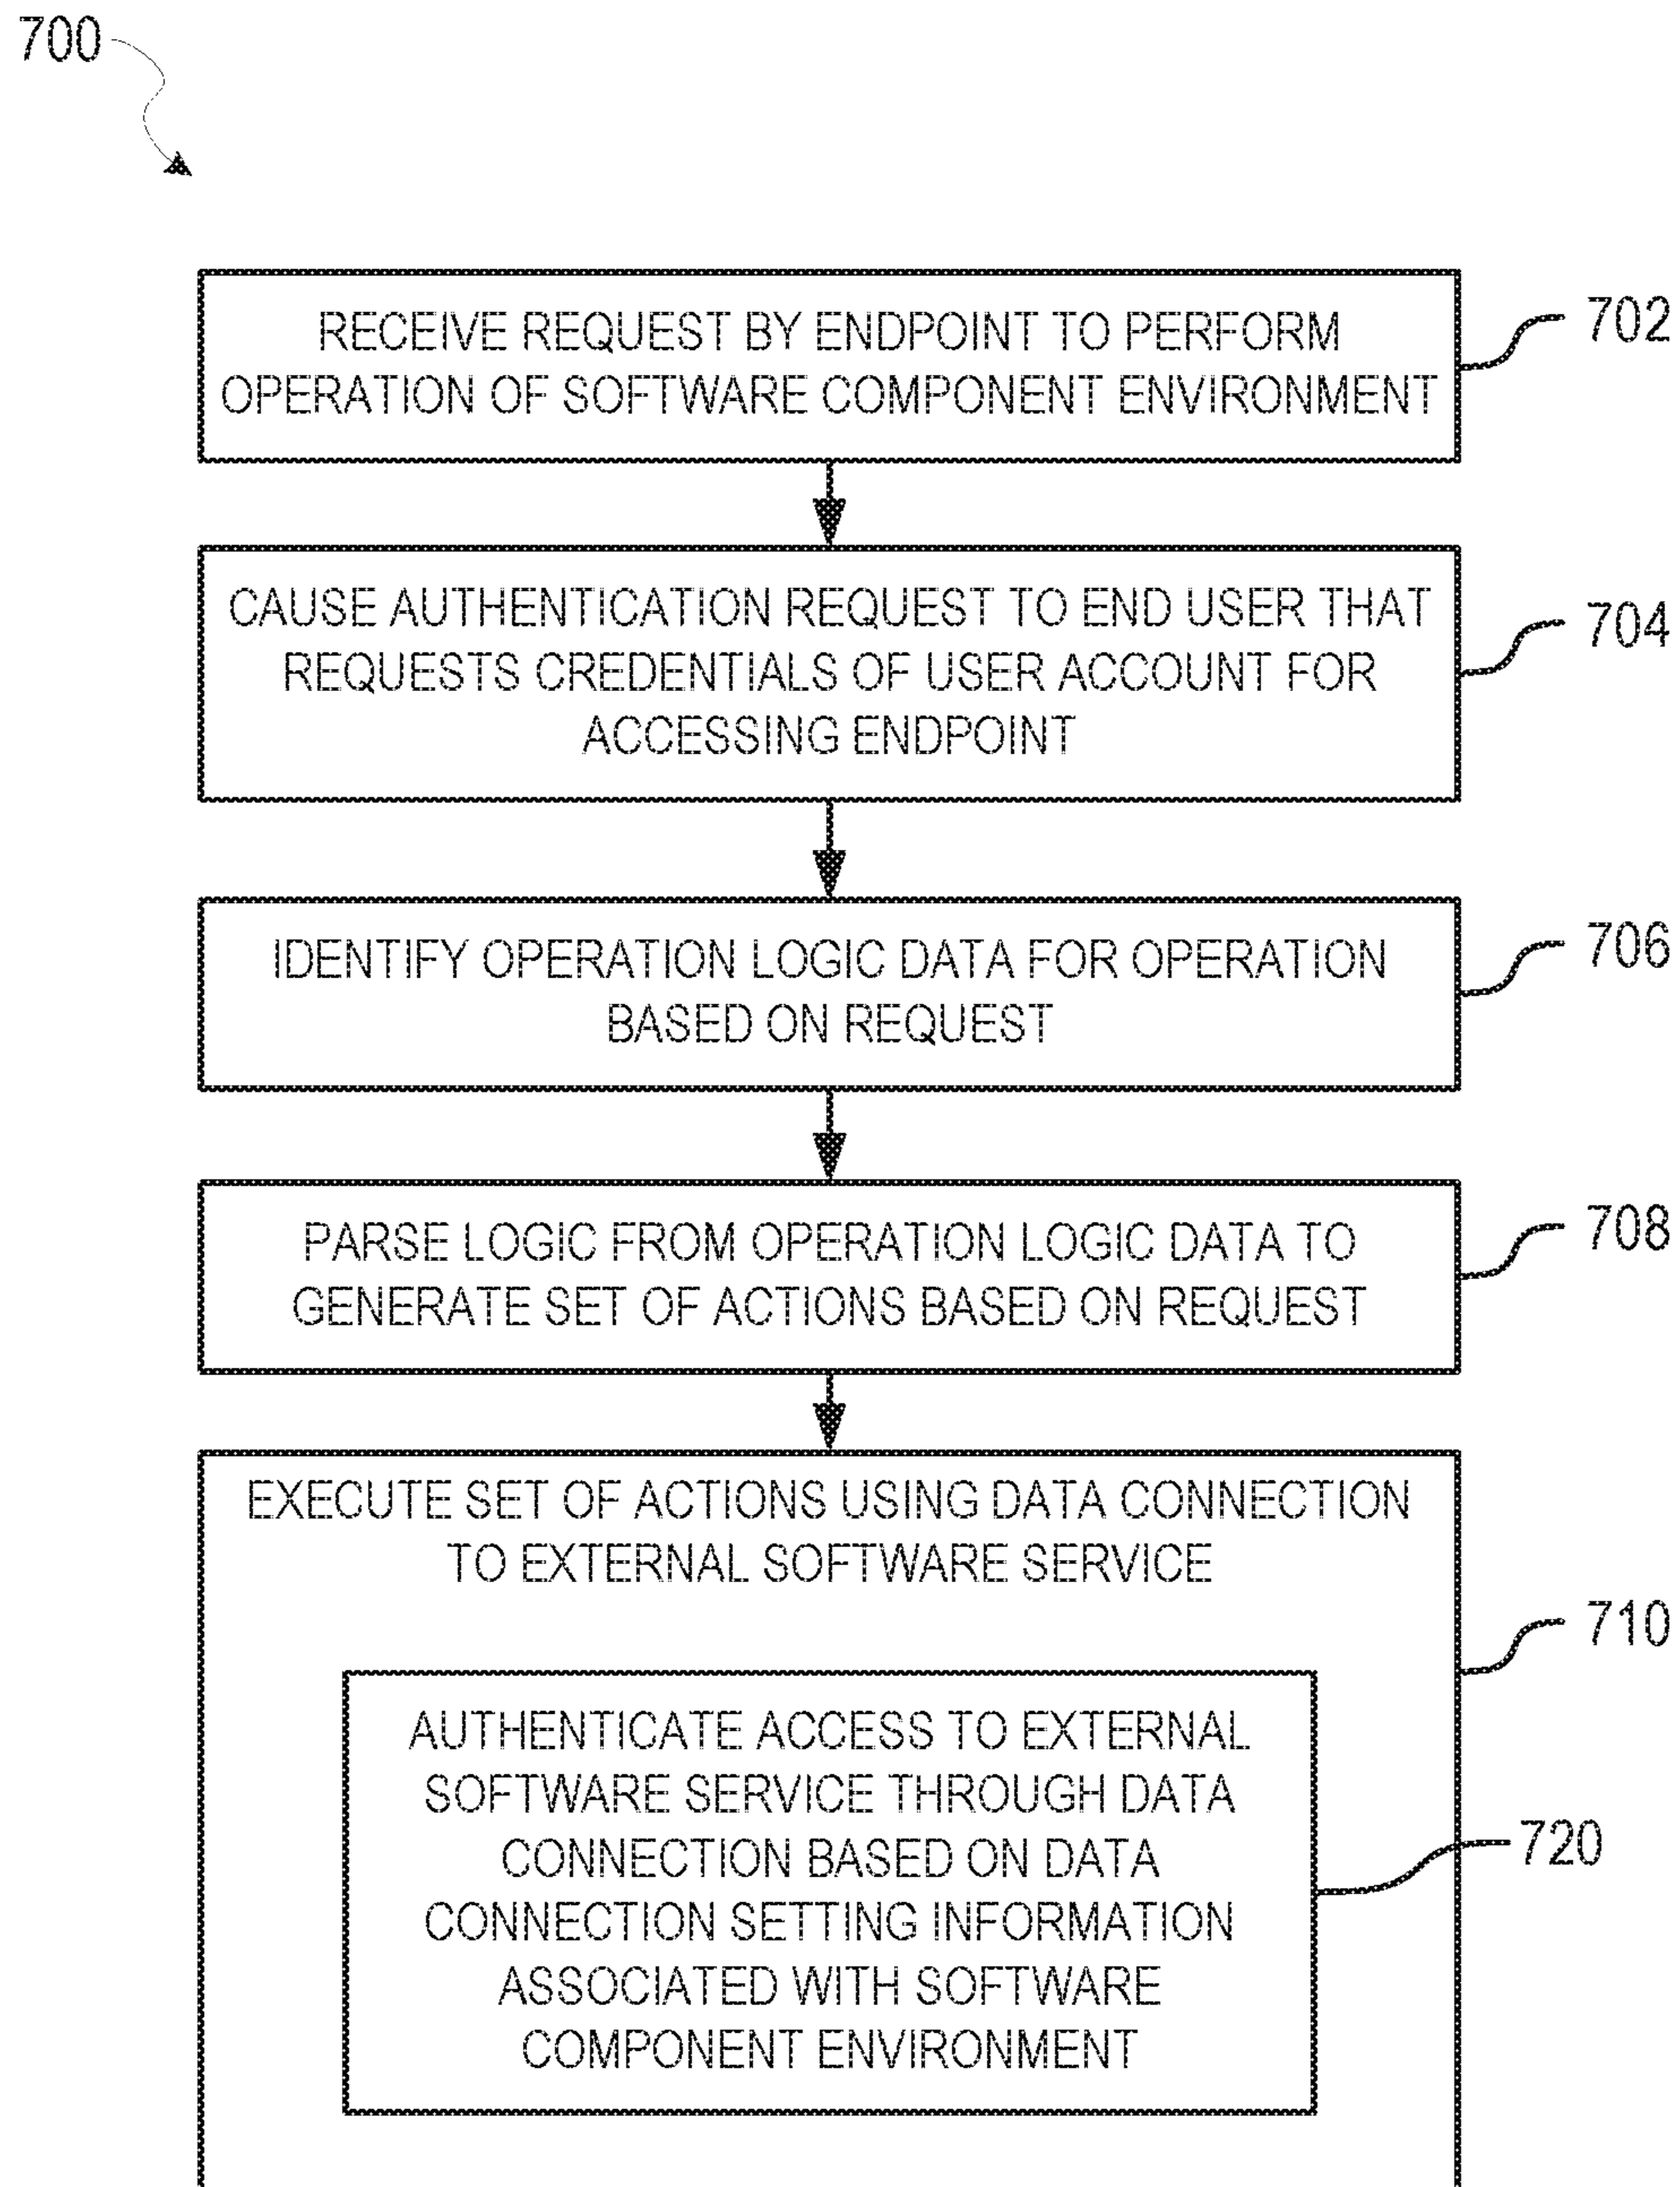 700
RECEIVE REQUEST BY ENDPOINT TO PERFORM
OPERATION OF SOFTWARE COMPONENT ENVIRONMENT
702
CAUSE AUTHENTICATION REQUEST TO END USER THAT
REQUESTS CREDENTIALS OF USER ACCOUNT FOR
ACCESSING ENDPOINT
704
IDENTIFY OPERATION LOGIC DATA FOR OPERATION
BASED ON REQUEST
706
PARSE LOGIC FROM OPERATION LOGIC DATA TO
GENERATE SET OF ACTIONS BASED ON REQUEST
708
EXECUTE SET OF ACTIONS USING DATA CONNECTION
TO EXTERNAL SOFTWARE SERVICE
710
AUTHENTICATE ACCESS TO EXTERNAL
SOFTWARE SERVICE THROUGH DATA
CONNECTION BASED ON DATA
CONNECTION SETTING INFORMATION
ASSOCIATED WITH SOFTWARE
COMPONENT ENVIRONMENT
720